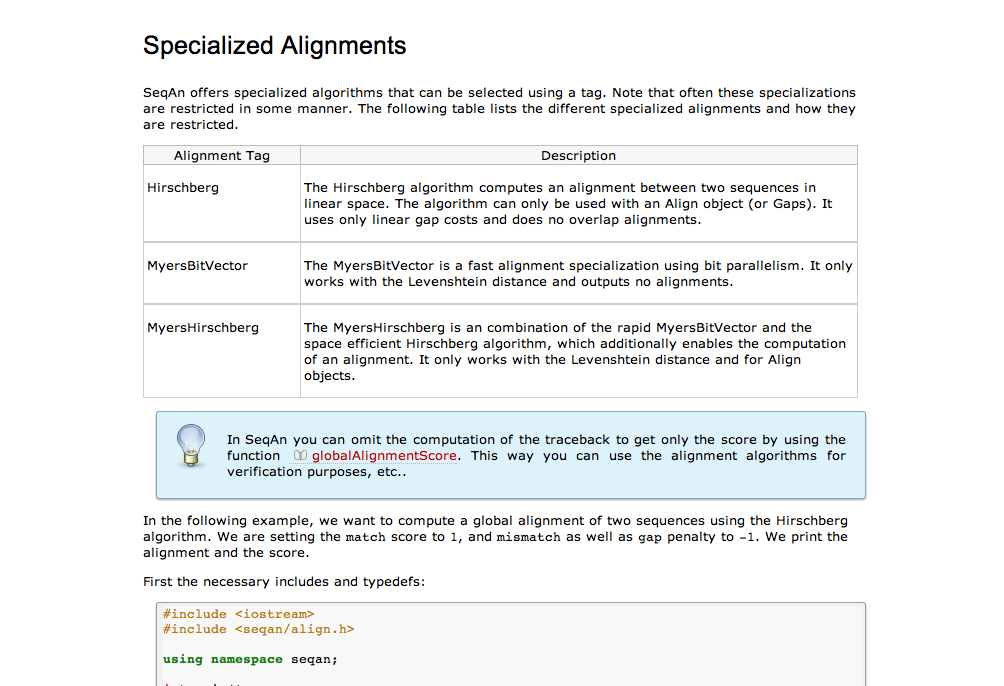 Specialized Alignments
SeqAn offers specialized algorithms that can be selected using a tag. Note that often these specializations
are restricted in some manner. The following table lists the different specialized alignments and how they
are restricted.
Alignment Tag Description
Hirschberg
The Hirschberg algorithm computes an alignment between two sequences in
linear space. The algorithm can only be used with an Align object (or Gaps). It
uses only linear gap costs and does no overlap alignments.
MyersBitVector
The MyersBitVector is a fast alignment specialization using bit parallelism. It only
works with the Levenshtein distance and outputs no alignments.
MyersHirschberg
The MyersHirschberg is an combination of the rapid MyersBitVector and the
space efficient Hirschberg algorithm, which additionally enables the computation
of an alignment. It only works with the Levenshtein distance and for Align
objects.
In SeqAn you can omit the computation of the traceback to get only the score by using the
function globalAlignmentScore. This way you can use the alignment algorithms for
verification purposes, etc..
In the following example, we want to compute a global alignment of two sequences using the Hirschberg
algorithm. We are setting the match score to 1, and mismatch as well as gap penalty to -1. We print the
alignment and the score.
First the necessary includes and typedefs:
#include <iostream>
#include <seqan/align.h>
using namespace seqan;